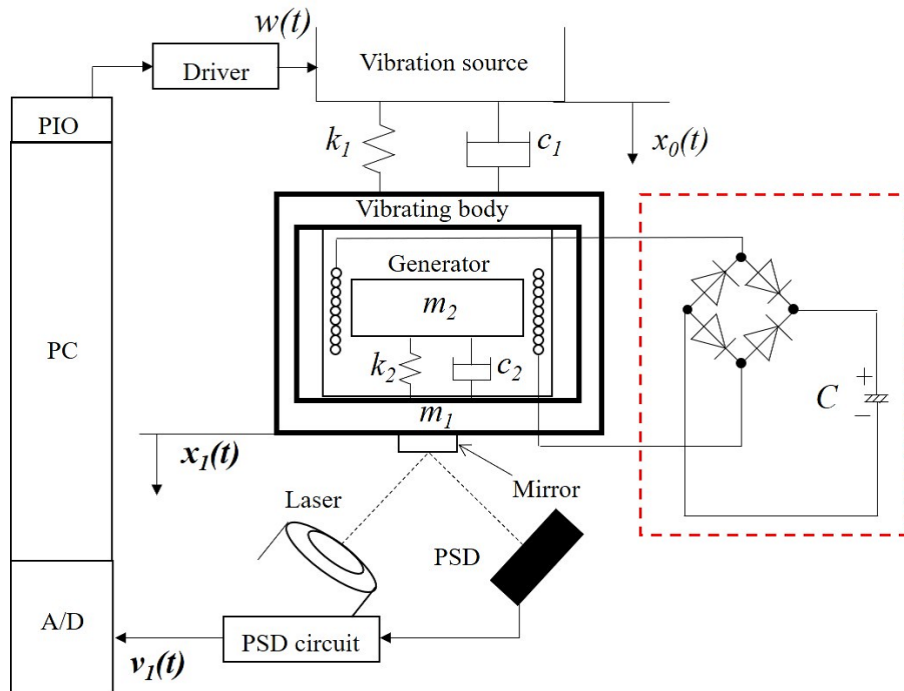 w(t)
Driver
Vibration source
PIO
k1
c1
x0(t)
Vibrating body
Generator
m2
PC
k2
c2
m1
C
+
−
x1(t)
Mirror
Laser
PSD
A/D
PSD circuit
v1(t)